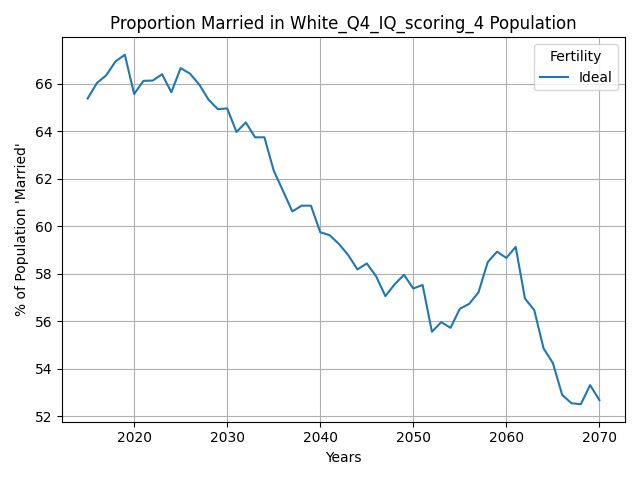 Proportion Married in White_Q4_IQ_scoring_4 Population
Fertility
Ideal
% of Population 'Married'
66
64
62
60
58
56
54
52
2020 2030 2040 2050 2060 2070
Years